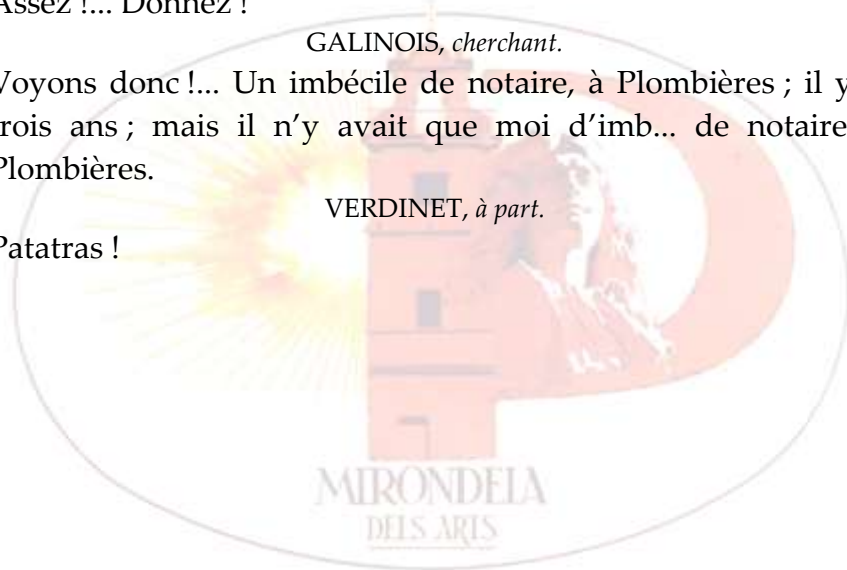 Assez !... Donnez !
GALINOIS, cherchant.
Voyons donc !... Un imbécile de notaire, à Plombières ; il y
trois ans ; mais il n’y avait que moi d’imb... de notaire
Plombières.
VERDINET, à part.
Patatras !
MIRONDELA
DELS ARTS